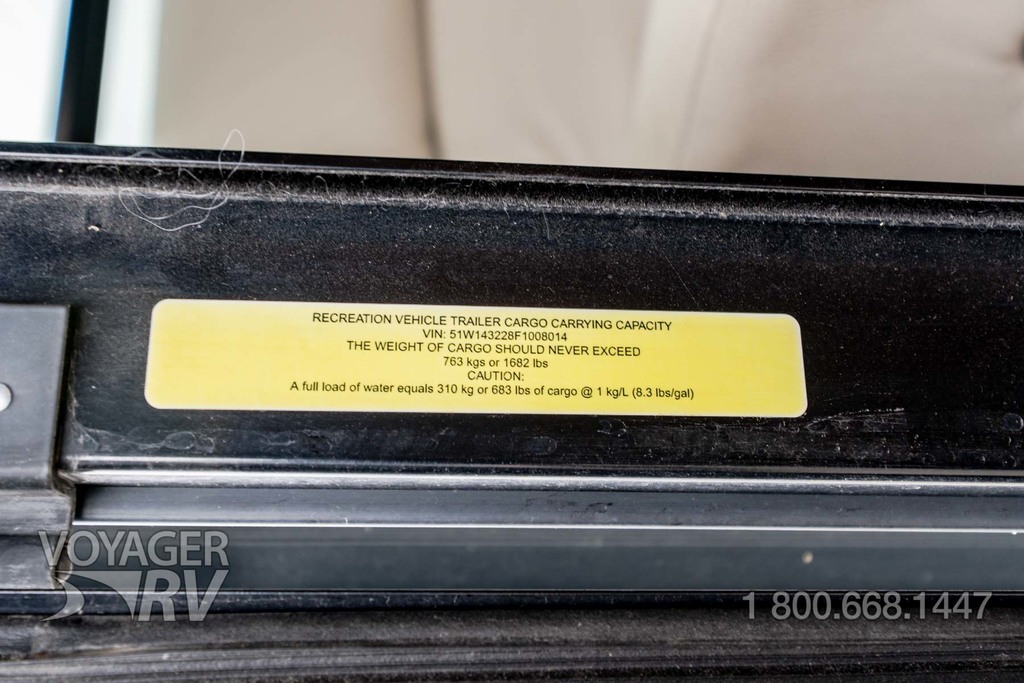 RECREATION VEHICLE TRAILER CARGO CARRYING CAPACITY
VIN: 51W143228F1008014
THE WEIGHT OF CARGO SHOULD NEVER EXCEED
763 kgs or 1682 lbs
CAUTION:
A full load of water equals 310 kg or 683 lbs of cargo @ 1 kg/L (8.3 lbs/gal)
VOYAGER
RV
1 800.668.1447